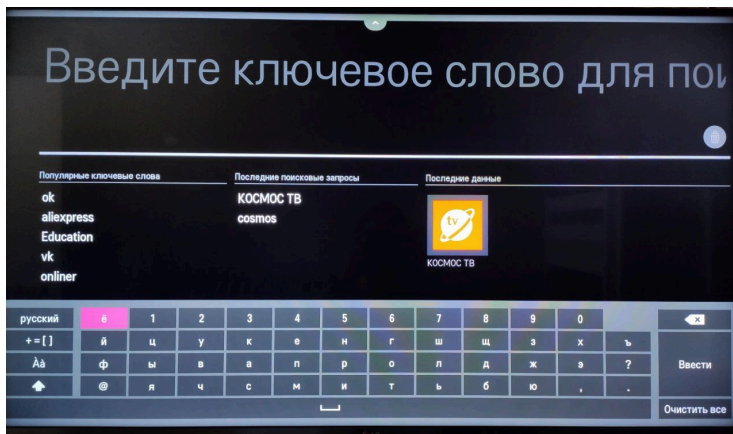 Введите ключевое слово для пои
Популярные ключевые слова
ok
aliexpress
Education
vk
onliner
Последние поисковые запросы
КОСМОС ТВ
cosmos
Последние данные
tv
КОСМОС ТВ
русский ё 1 2 3 4 5 6 7 8 9 0
+=[] й ц у к е н г ш щ з х ъ
Àà ф ы в а п р о л д ж э ? Ввести
@ я ч с м и т ь б ю , .
Очистить все